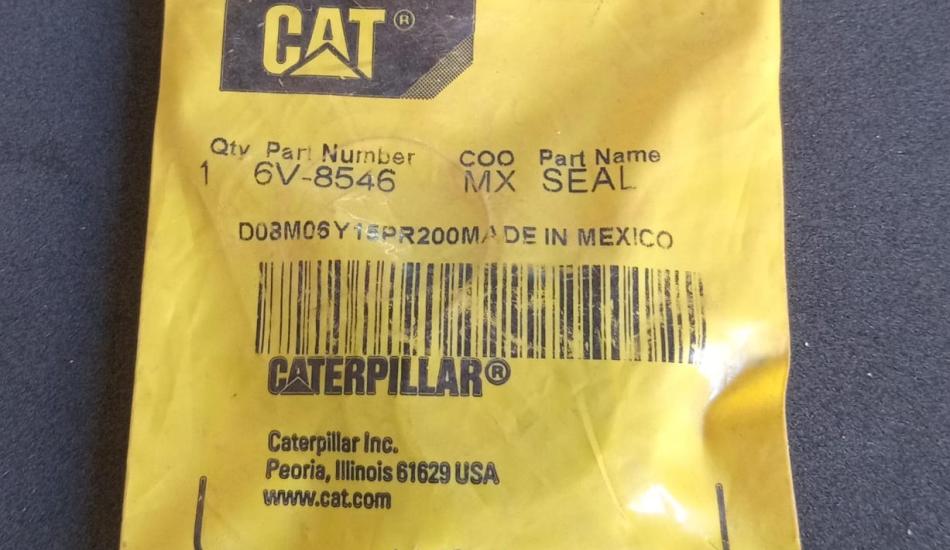 CAT®
Qty Part Number COO Part Name
1 6V-8546 MX SEAL
D03M06Y15PR200MADE IN MEXICO
CATERPILLAR®
Caterpillar Inc.
Peoria, Illinois 61629 USA
www.cat.com